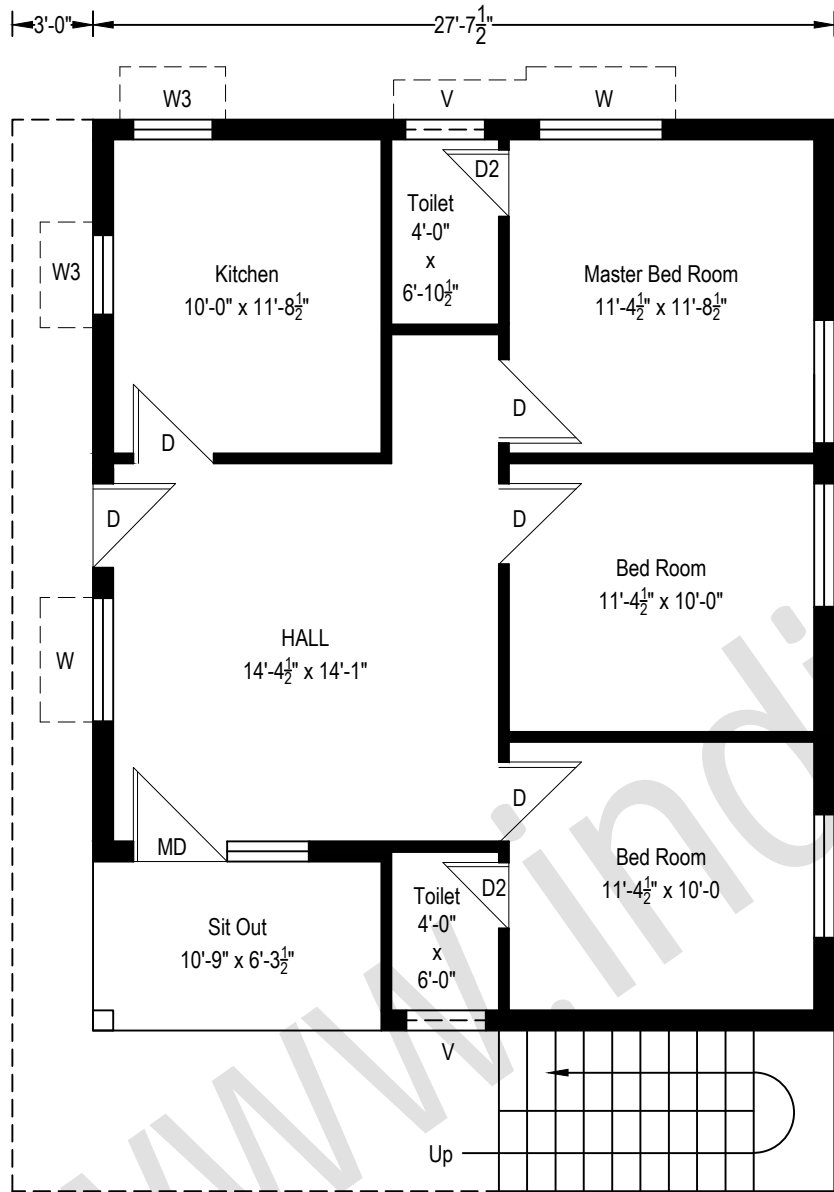 3'-0"
27'-7½"
W3
V
W
D2
Toilet
4'-0"
x
6'-10½"
W3
Kitchen
10'-0" x 11'-8½"
Master Bed Room
11'-4½" x 11'-8½"
D
D
D
D
Bed Room
11'-4½" x 10'-0"
HALL
14'-4½" x 14'-1"
W
D
MD
Bed Room
11'-4½" x 10'-0
Toilet
4'-0"
x
6'-0"
D2
Sit Out
10'-9" x 6'-3½"
V
Up
www.indi